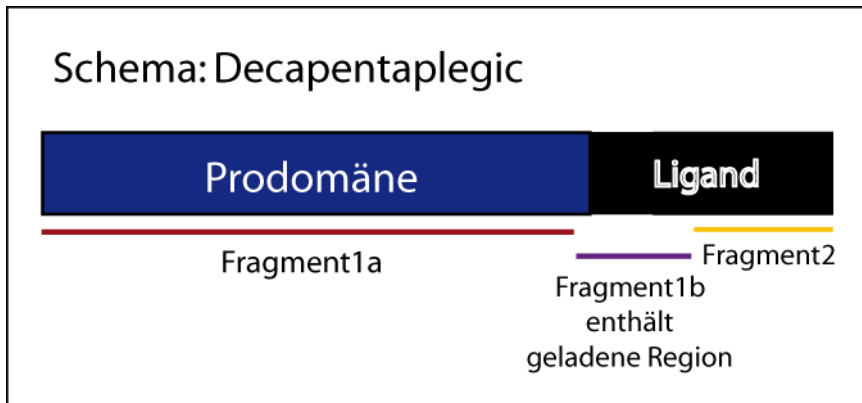 Schema: Decapentaplegic
Prodomäne
Ligand
Fragment1a
Fragment2
Fragment1b
enthält
geladene Region